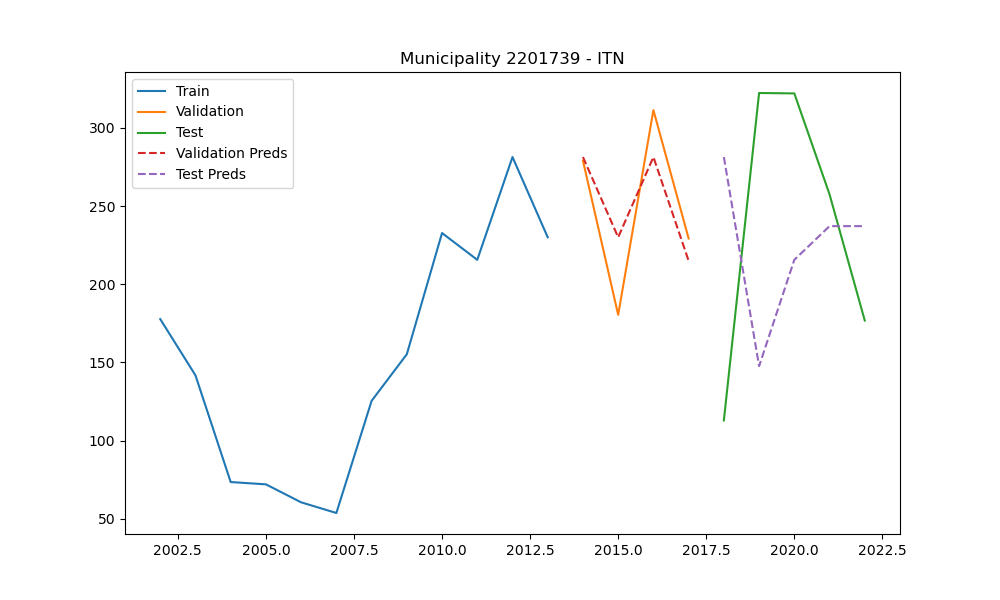 Municipality 2201739 - ITN
Train
Validation
Test
Validation Preds
Test Preds
300
250
200
150
100
50
2002.5 2005.0 2007.5 2010.0 2012.5 2015.0 2017.5 2020.0 2022.5